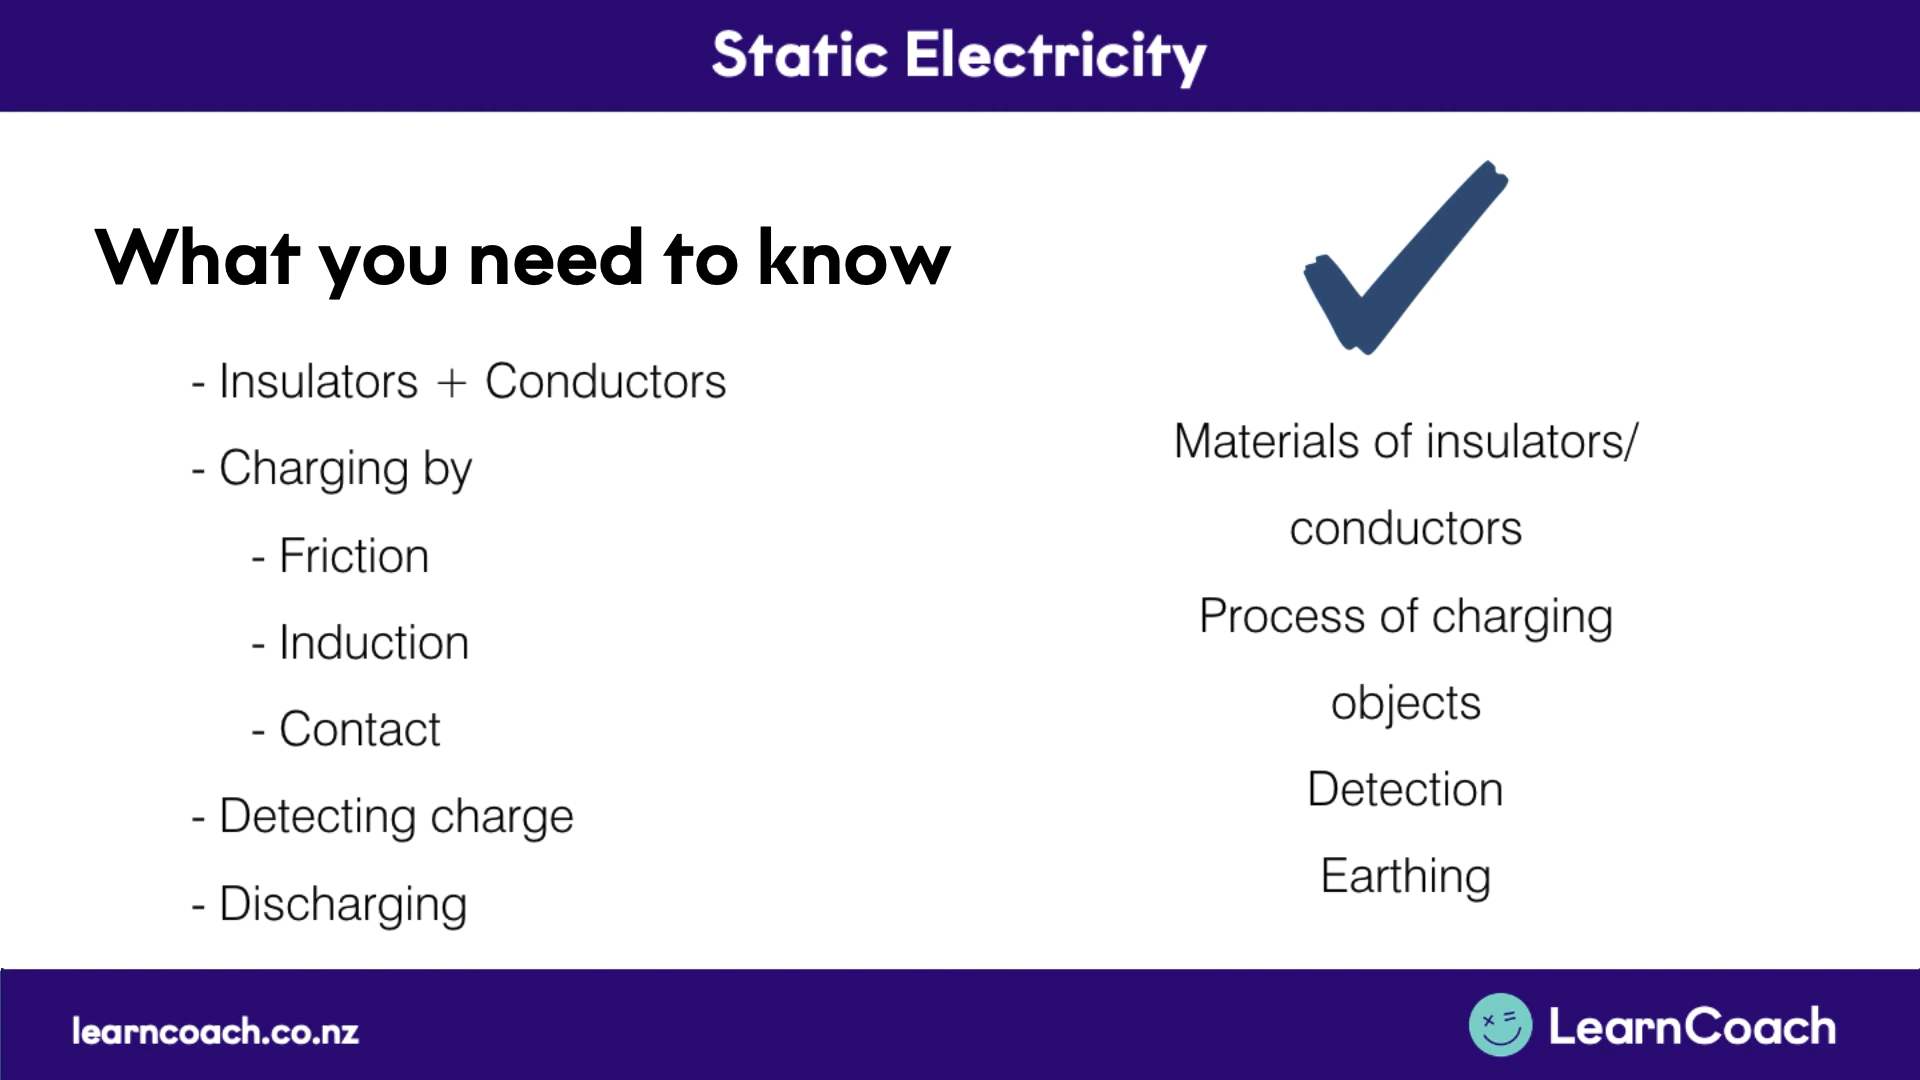 Static Electricity
What you need to know
- Insulators + Conductors
- Charging by
- Friction
- Induction
- Contact
- Detecting charge
- Discharging
Materials of insulators/
conductors
Process of charging
objects
Detection
Earthing
learncoach.co.nz
LearnCoach